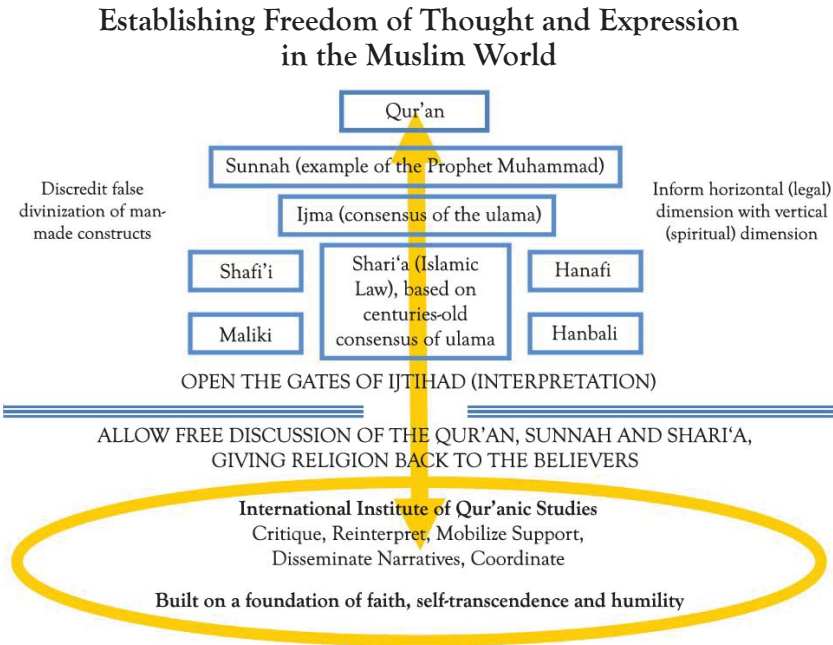 Establishing Freedom of Thought and Expression
in the Muslim World
Qur'an
Sunnah (example of the Prophet Muhammad)
Discredit false
divinization of man-
made constructs
Ijma (consensus of the ulama)
Inform horizontal (legal)
dimension with vertical
(spiritual) dimension
Shafi'i
Maliki
Shari‘a (Islamic
Law), based on
centuries-old
consensus of ulama
Hanafi
Hanbali
OPEN THE GATES OF IJTIHAD (INTERPRETATION)
ALLOW FREE DISCUSSION OF THE QUR'AN, SUNNAH AND SHARI‘A,
GIVING RELIGION BACK TO THE BELIEVERS
International Institute of Qur'anic Studies
Critique, Reinterpret, Mobilize Support,
Disseminate Narratives, Coordinate
Built on a foundation of faith, self-transcendence and humility